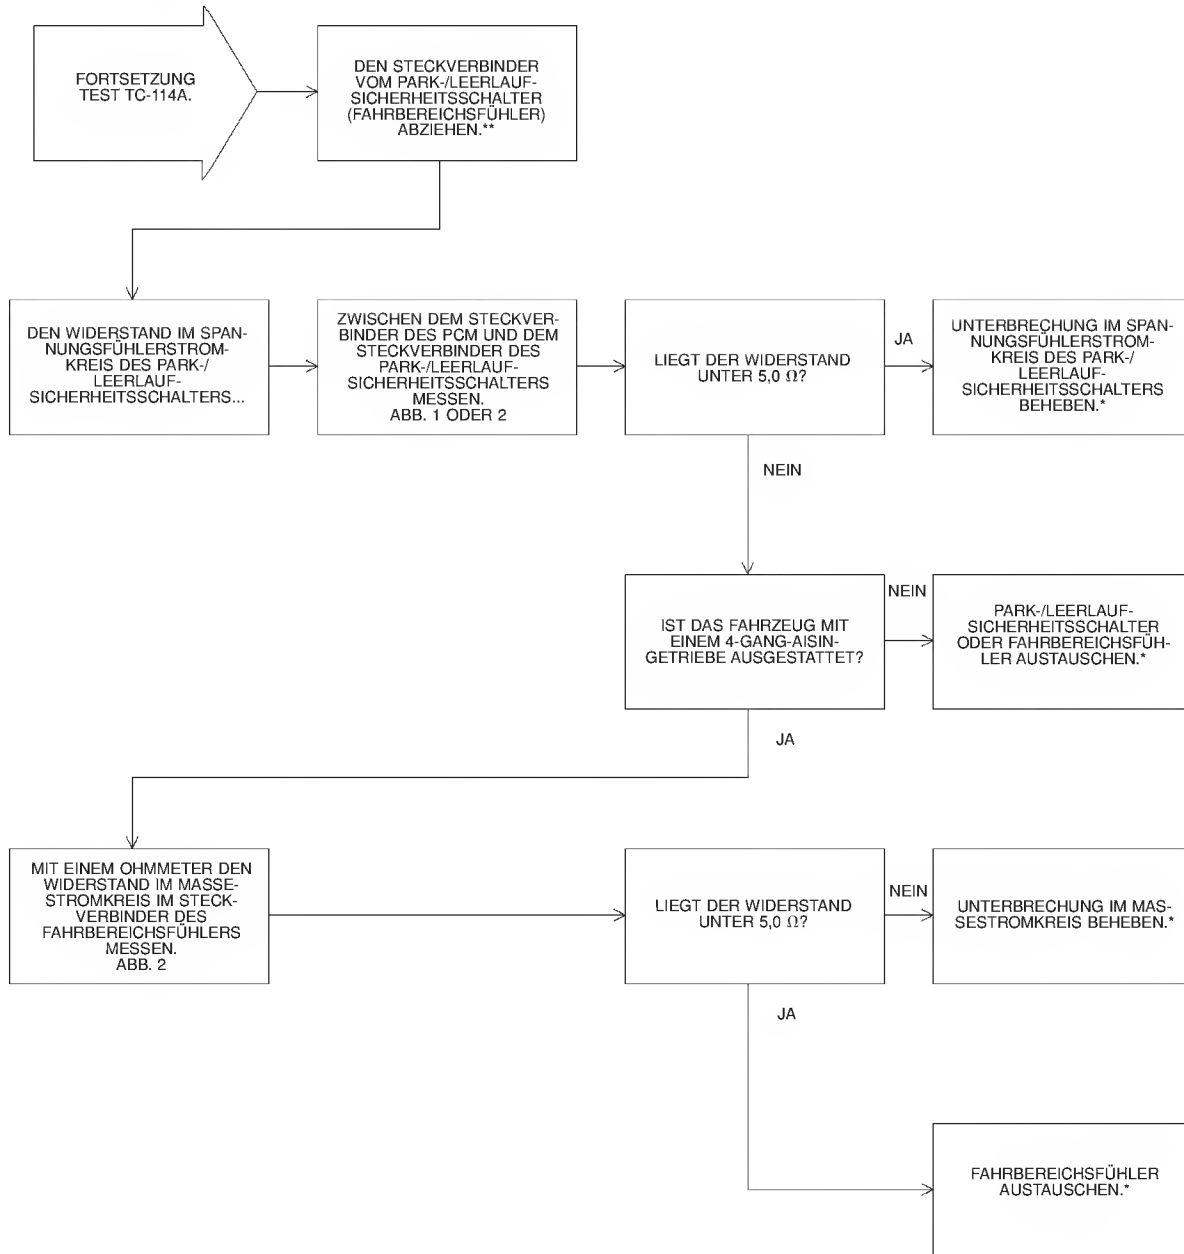 FORTSETZUNG
TEST TC-114A.
DEN STECKVERBINDER
VOM PARK-/LEERLAUF-
SICHERHEITSSCHALTER
(FAHRBEREICHSFÜHLER)
ABZIEHEN.**
DEN WIDERSTAND IM SPAN-
NUNGSFÜHLERSTROM-
KREIS DES PARK-/
LEERLAUF-
SICHERHEITSSCHALTERS...
ZWISCHEN DEM STECKVER-
BINDER DES PCM UND DEM
STECKVERBINDER DES
PARK-/LEERLAUF-
SICHERHEITSSCHALTERS
MESSEN.
ABB. 1 ODER 2
LIEGT DER WIDERSTAND
UNTER 5,0 Ω?
JA
UNTERBRECHUNG IM SPAN-
NUNGSFÜHLERSTROM-
KREIS DES PARK-/
LEERLAUF-
SICHERHEITSSCHALTERS
BEHEBEN.*
NEIN
IST DAS FAHRZEUG MIT
EINEM 4-GANG-AISIN-
GETRIEBE AUSGESTATTET?
NEIN
PARK-/LEERLAUF-
SICHERHEITSSCHALTER
ODER FAHRBEREICHSFÜH-
LER AUSTAUSCHEN.*
JA
MIT EINEM OHMMETER DEN
WIDERSTAND IM MASSE-
STROMKREIS IM STECK-
VERBINDER DES
FAHRBEREICHSFÜHLERS
MESSEN.
ABB. 2
LIEGT DER WIDERSTAND
UNTER 5,0 Ω?
NEIN
UNTERBRECHUNG IM MAS-
SESTROMKREIS BEHEBEN.*
JA
FAHRBEREICHSFÜHLER
AUSTAUSCHEN.*